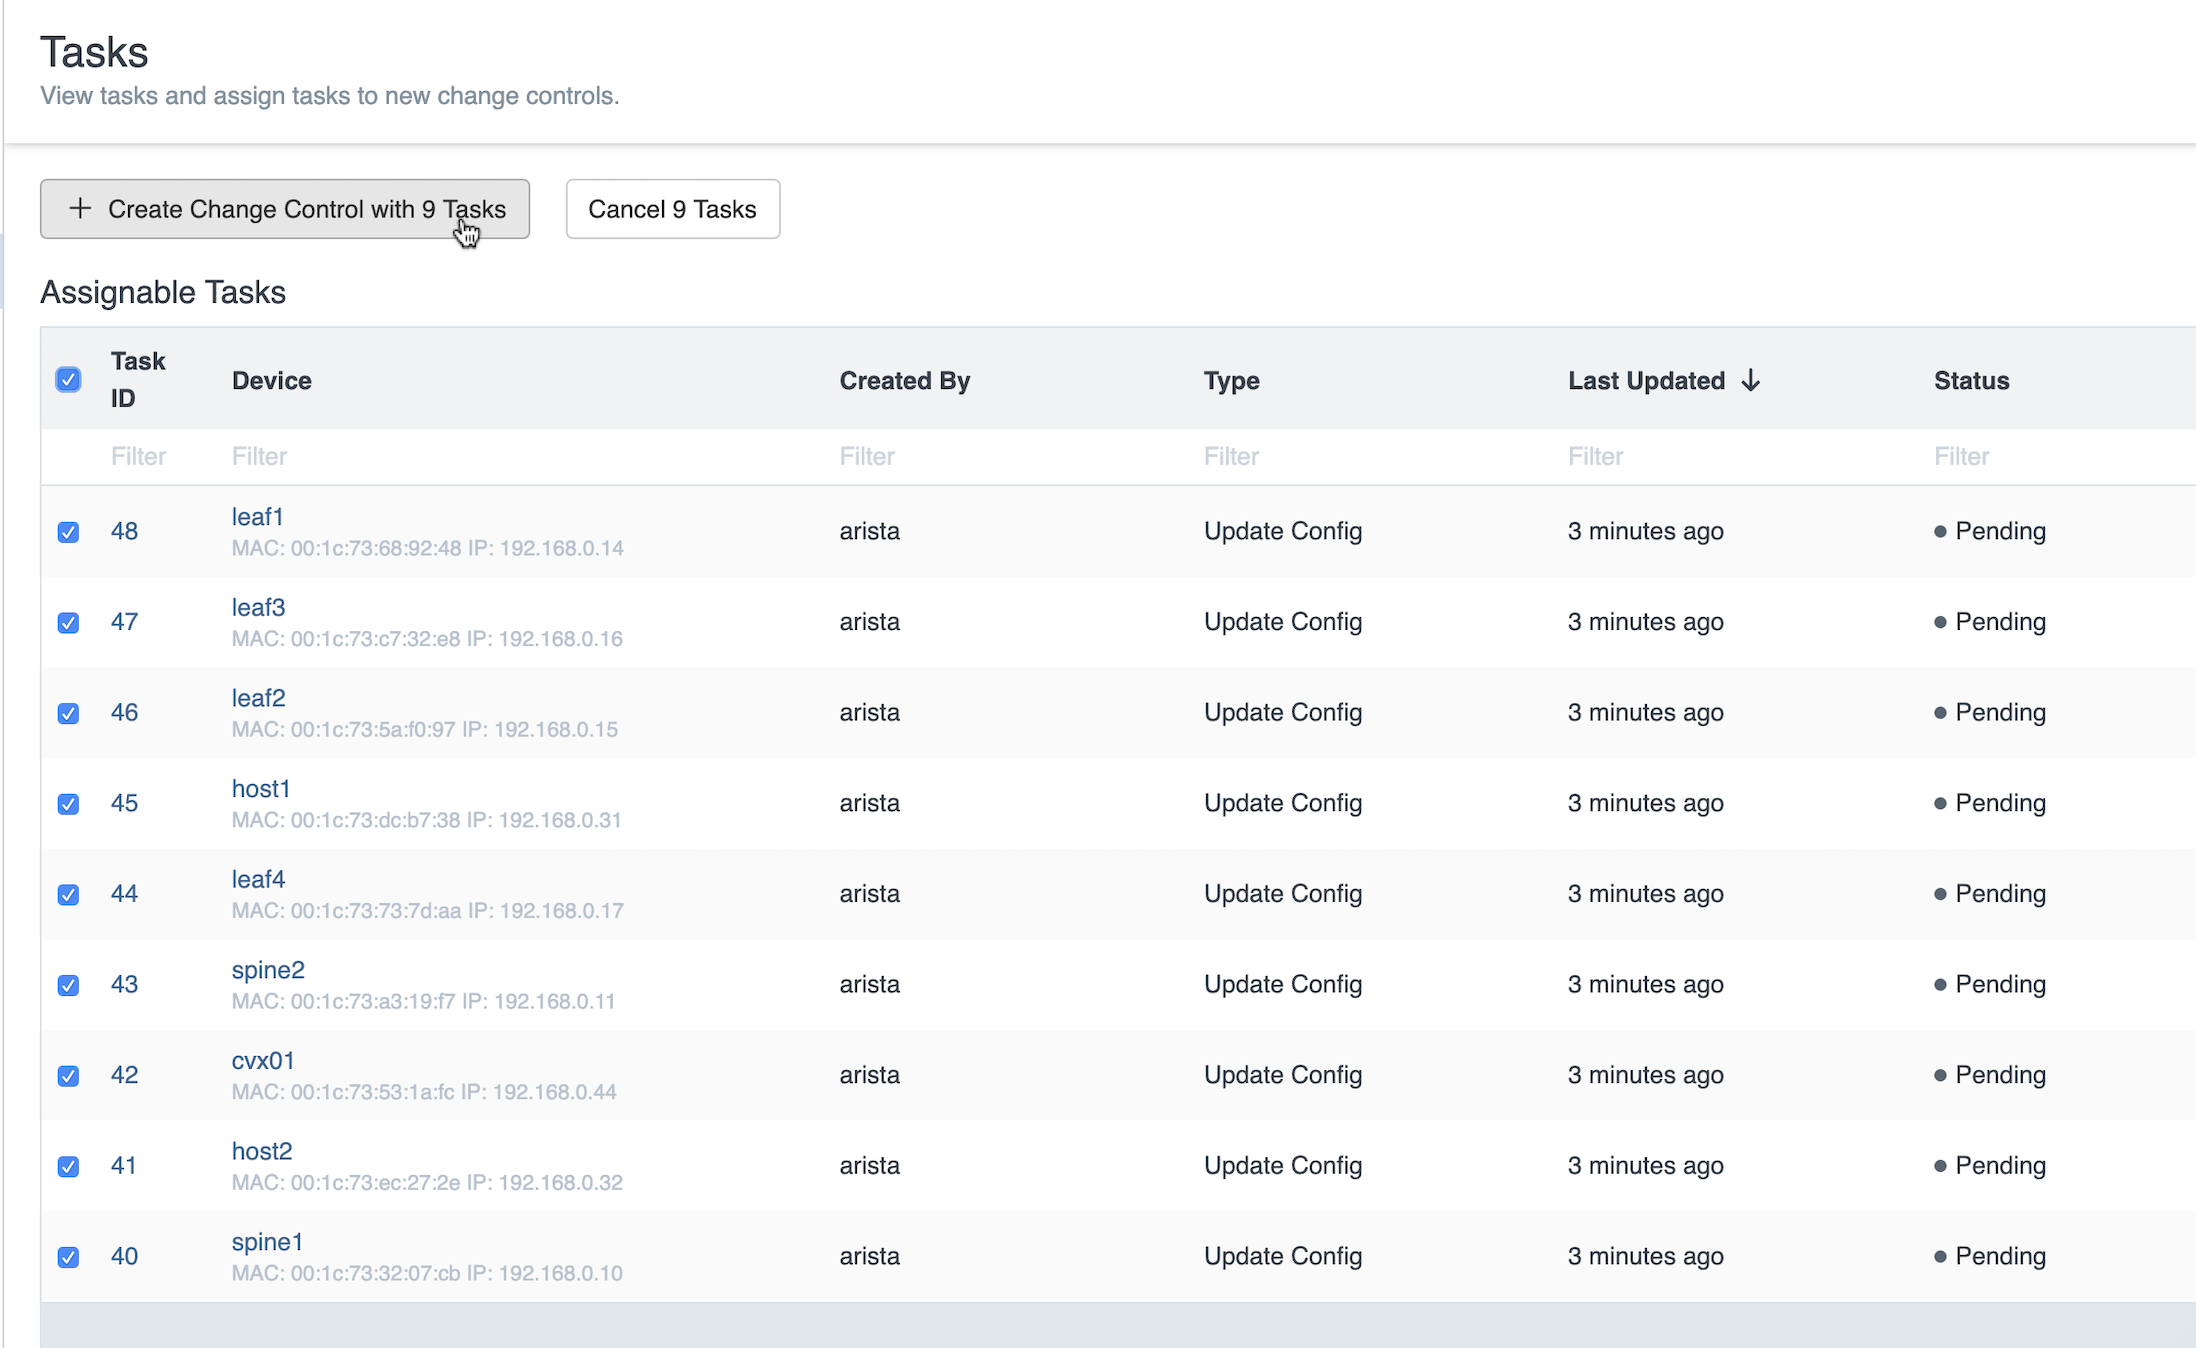 Tasks
View tasks and assign tasks to new change controls.
+ Create Change Control with 9 Tasks Cancel 9 Tasks
Assignable Tasks
Task ID Device Created By Type Last Updated ↓ Status
Filter Filter Filter Filter Filter Filter
48 leaf1 arista Update Config 3 minutes ago Pending
MAC: 00:1c:73:68:92:48 IP: 192.168.0.14
47 leaf3 arista Update Config 3 minutes ago Pending
MAC: 00:1c:73:c7:32:e8 IP: 192.168.0.16
46 leaf2 arista Update Config 3 minutes ago Pending
MAC: 00:1c:73:5a:f0:97 IP: 192.168.0.15
45 host1 arista Update Config 3 minutes ago Pending
MAC: 00:1c:73:dc:b7:38 IP: 192.168.0.31
44 leaf4 arista Update Config 3 minutes ago Pending
MAC: 00:1c:73:73:7d:aa IP: 192.168.0.17
43 spine2 arista Update Config 3 minutes ago Pending
MAC: 00:1c:73:a3:19:f7 IP: 192.168.0.11
42 cvx01 arista Update Config 3 minutes ago Pending
MAC: 00:1c:73:53:1a:fc IP: 192.168.0.44
41 host2 arista Update Config 3 minutes ago Pending
MAC: 00:1c:73:ec:27:2e IP: 192.168.0.32
40 spine1 arista Update Config 3 minutes ago Pending
MAC: 00:1c:73:32:07:cb IP: 192.168.0.10